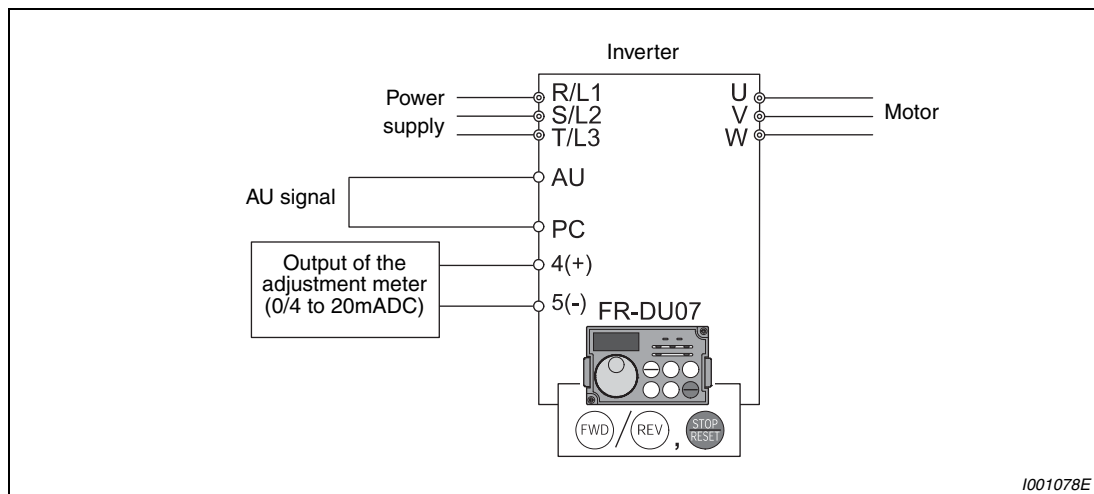 Inverter
Power
supply
R/L1
S/L2
T/L3
U
V
W
Motor
AU signal
AU
PC
Output of the
adjustment meter
(0/4 to 20mADC)
4(+)
5(-)
FR-DU07
FWD
/
REV
,
STOP
RESET
I001078E